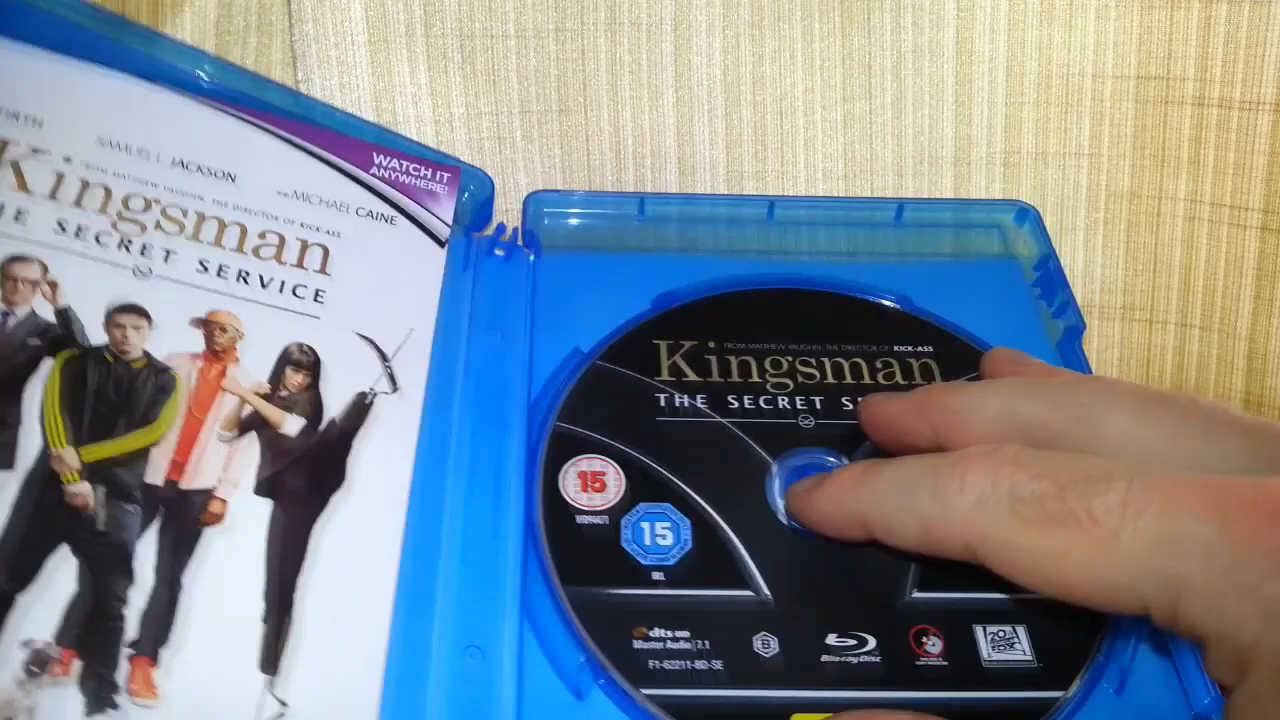 SAMUEL L. JACKSON
AND MICHAEL CAINE
WATCH IT
ANYWHERE!
FROM MATTHEW VAUGHN, THE DIRECTOR OF KICK-ASS
Kingsman
THE SECRET SERVICE
FROM MATTHEW VAUGHN, THE DIRECTOR OF KICK-ASS
Kingsman
THE SECRET
15
15
IRL
dts-HD
Master Audio | 7.1
B
Blu-ray Disc
20th
CENTURY
FOX
F1-62211-BD-SE